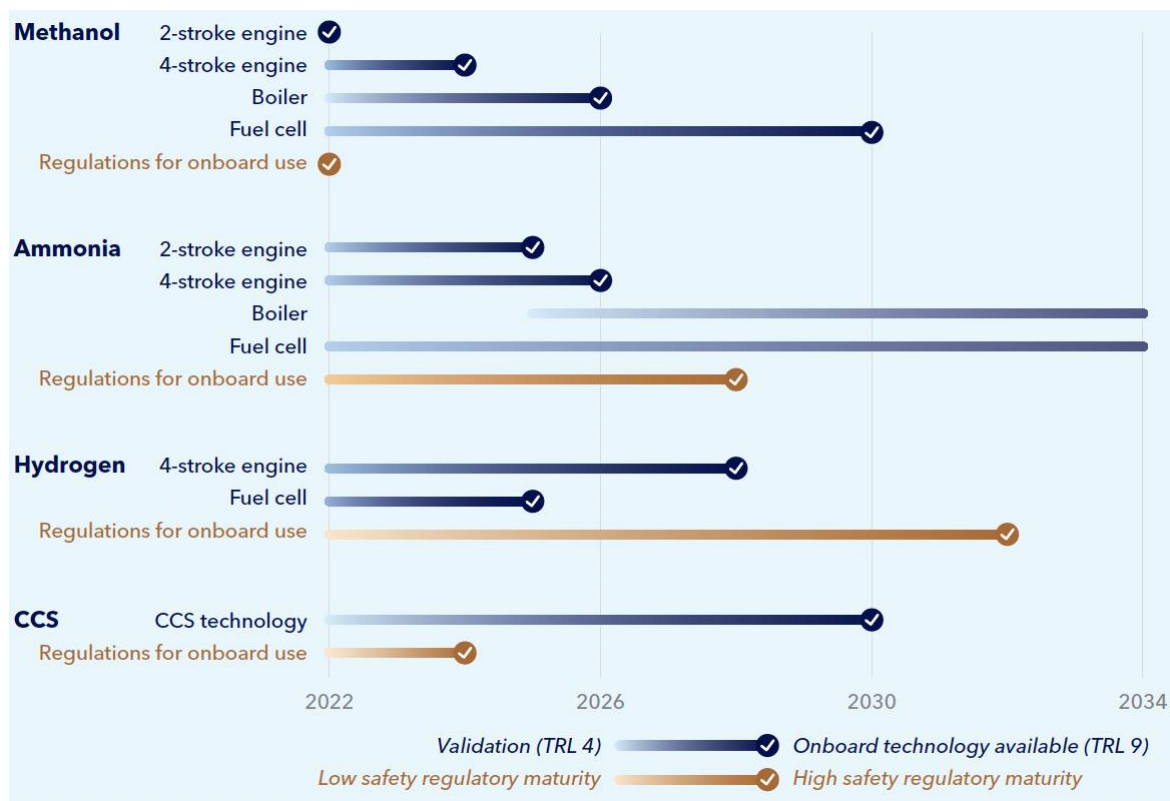 Methanol 2-stroke engine
4-stroke engine
Boiler
Fuel cell
Regulations for onboard use
Ammonia 2-stroke engine
4-stroke engine
Boiler
Fuel cell
Regulations for onboard use
Hydrogen 4-stroke engine
Fuel cell
Regulations for onboard use
CCS CCS technology
Regulations for onboard use
2022 2026 2030 2034
Validation (TRL 4) Onboard technology available (TRL 9)
Low safety regulatory maturity High safety regulatory maturity